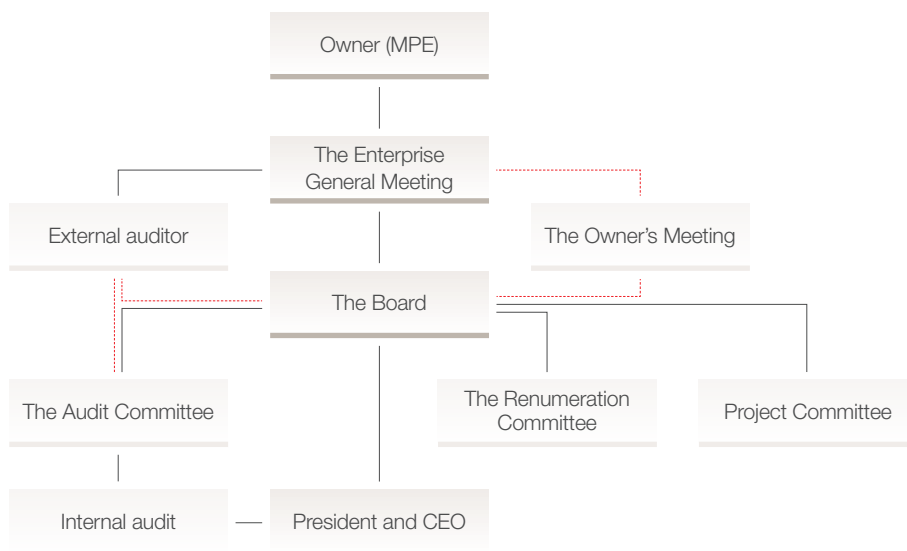 Owner (MPE)
The Enterprise
General Meeting
External auditor
The Owner's Meeting
The Board
The Audit Committee
The Renumeration
Committee
Project Committee
Internal audit
President and CEO